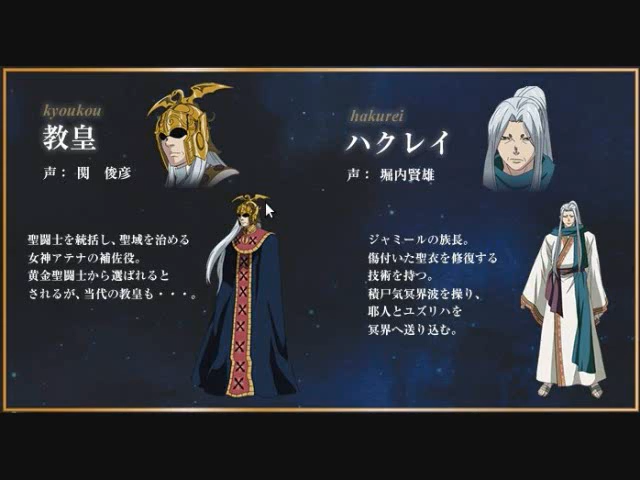 kyoukou
教皇
声： 関　俊彦
聖闘士を統括し、聖域を治める
女神アテナの補佐役。
黄金聖闘士から選ばれると
されるが、当代の教皇も・・・。
hakurei
ハクレイ
声： 堀内賢雄
ジャミールの族長。
傷付いた聖衣を修復する
技術を持つ。
積尸気冥界波を操り、
耶人とユズリハを
冥界へ送り込む。